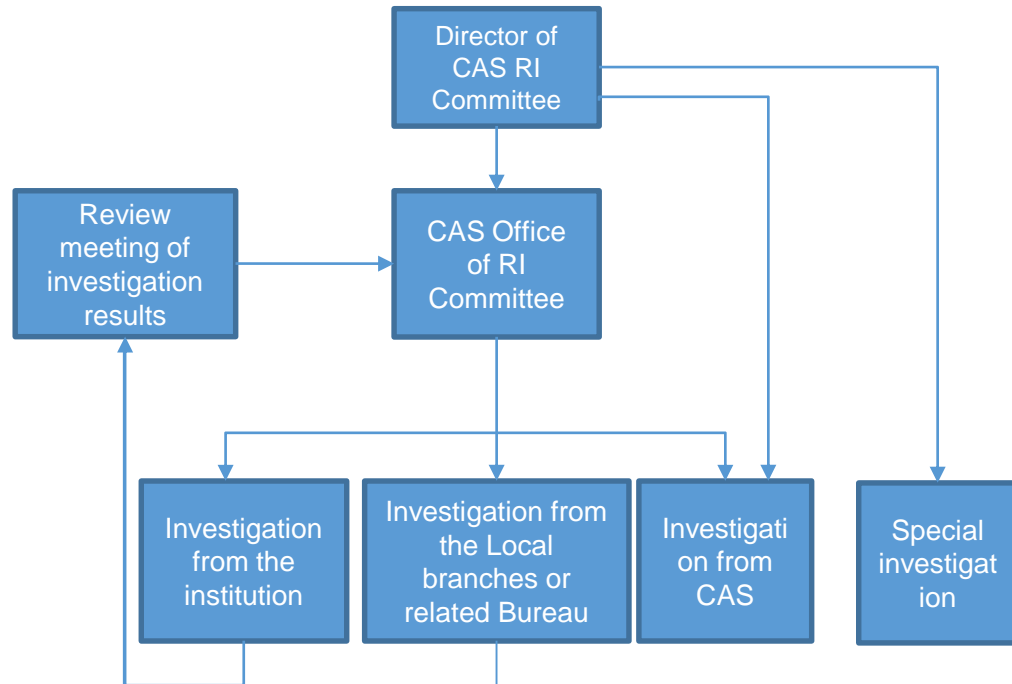 Director of
CAS RI
Committee
Review
meeting of
investigation
results
CAS Office
of RI
Committee
Investigation
from the
institution
Investigation from
the Local
branches or
related Bureau
Investigati
on from
CAS
Special
investigat
ion